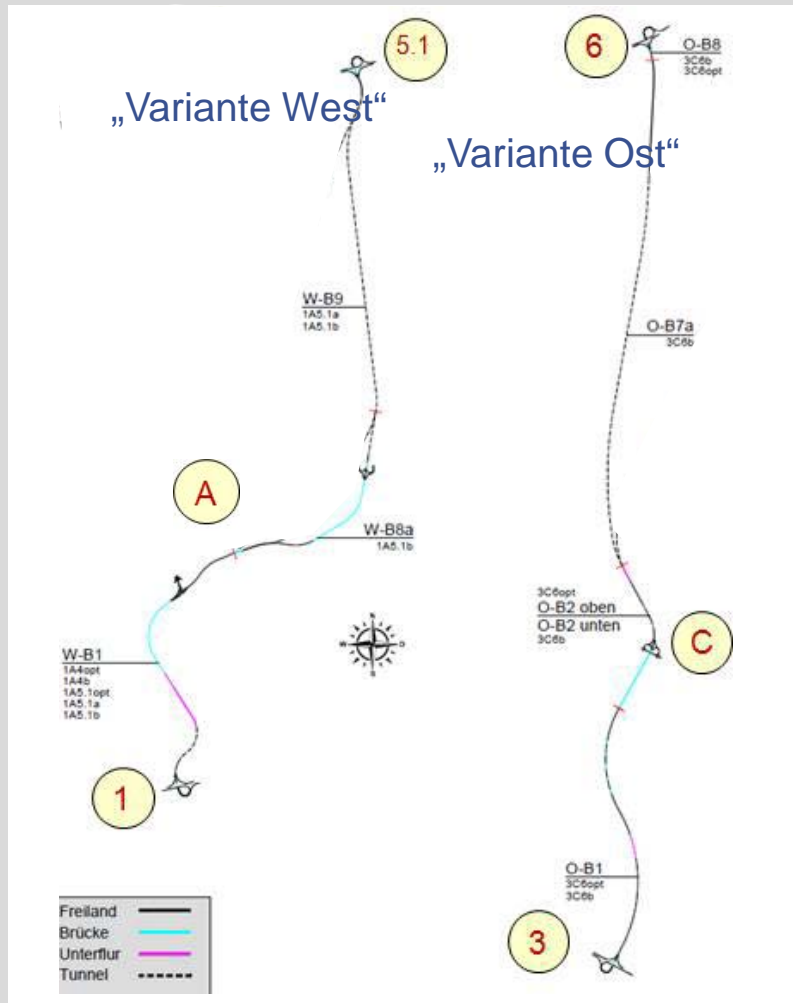 5.1
6
O-B8
3C6b
3C6opt
„Variante West“
„Variante Ost“
W-B9
1A5.1a
1A5.1b
O-B7a
3C6b
A
W-B8a
1A5.1b
3C6opt
O-B2 oben
O-B2 unten
3C6b
C
N
W
O
S
W-B1
1A4opt
1A4b
1A5.1opt
1A5.1a
1A5.1b
1
O-B1
3C6opt
3C6b
3
Freiland
Brücke
Unterflur
Tunnel